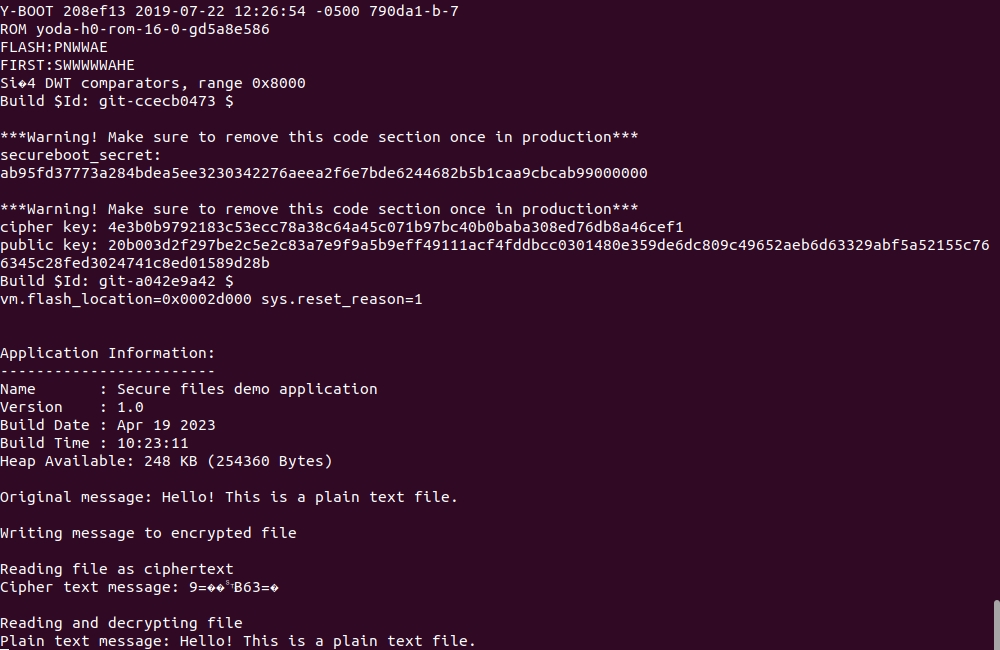 Y-BOOT 208ef13 2019-07-22 12:26:54 -0500 790da1-b-7
ROM yoda-h0-rom-16-0-gd5a8e586
FLASH:PNWWAE
FIRST:SWWWWWAHE
Si�4 DWT comparators, range 0x8000
Build $Id: git-ccecb0473 $
***Warning! Make sure to remove this code section once in production***
secureboot_secret:
ab95fd37773a284bdea5ee3230342276aeea2f6e7bde6244682b5b1caa9cbcab99000000
***Warning! Make sure to remove this code section once in production***
cipher key: 4e3b0b9792183c53ecc78a38c64a45c071b97bc40b0baba308ed76db8a46cef1
public key: 20b003d2f297be2c5e2c83a7e9f9a5b9eff49111acf4fddbcc0301480e359de6dc809c49652aeb6d63329abf5a52155c76
6345c28fed3024741c8ed01589d28b
Build $Id: git-a042e9a42 $
vm.flash_location=0x0002d000 sys.reset_reason=1
Application Information:
------------------------
Name       : Secure files demo application
Version    : 1.0
Build Date : Apr 19 2023
Build Time : 10:23:11
Heap Available: 248 KB (254360 Bytes)
Original message: Hello! This is a plain text file.
Writing message to encrypted file
Reading file as ciphertext
Cipher text message: 9=��B63=�
Reading and decrypting file
Plain text message: Hello! This is a plain text file.